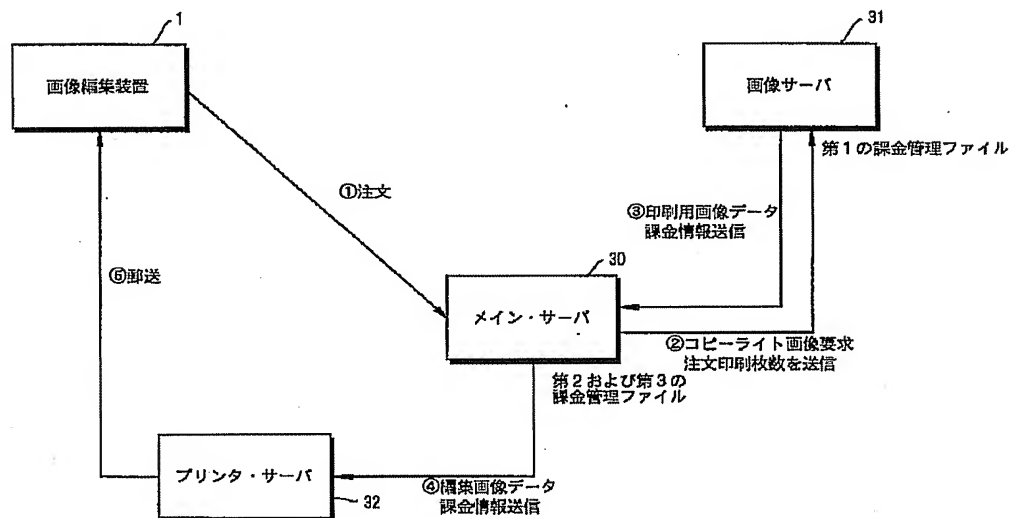 1
画像編集装置
31
画像サーバ
第1の課金管理ファイル
①注文
③印刷用画像データ
課金情報送信
30
メイン・サーバ
⑤郵送
②コピーライト画像要求
注文印刷枚数を送信
第2および第3の
課金管理ファイル
プリンタ・サーバ
32
④編集画像データ
課金情報送信